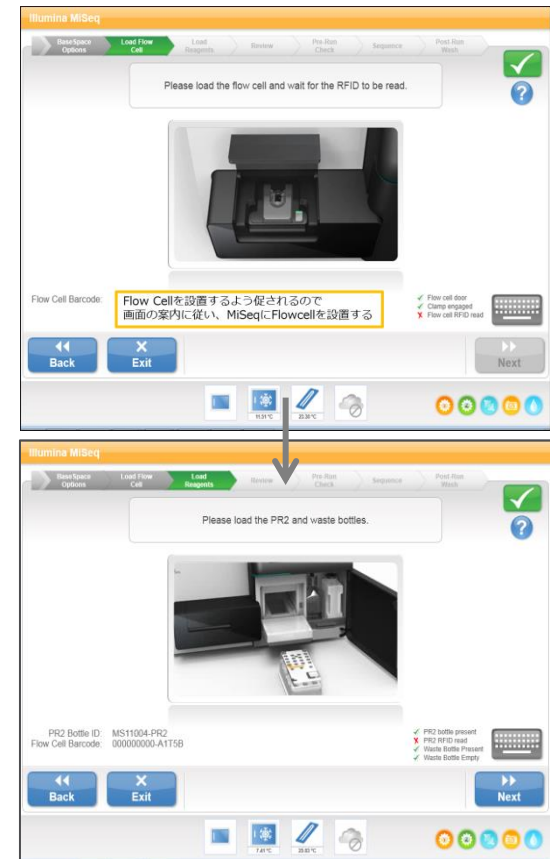 Illumina MiSeq
BaseSpace Options
Load Flow Cell
Load Reagents
Review
Pre-Run Check
Sequence
Post-Run Wash
Please load the flow cell and wait for the RFID to be read.
Flow Cell Barcode:
Flow Cellを設置するよう促されるので
画面の案内に従い、MiSeqにFlowcellを設置する
Flow cell door
Clamp engaged
Flow cell RFID read
Back
Exit
Next
11.51 °C
Illumina MiSeq
BaseSpace Options
Load Flow Cell
Load Reagents
Review
Pre-Run Check
Sequence
Post-Run Wash
Please load the PR2 and waste bottles.
PR2 Bottle ID: MS11004-PR2
Flow Cell Barcode: 000000000-A1T5B
PR2 bottle present
PR2 RFID read
Waste Bottle Present
Waste Bottle Empty
Back
Exit
Next
7.41 °C